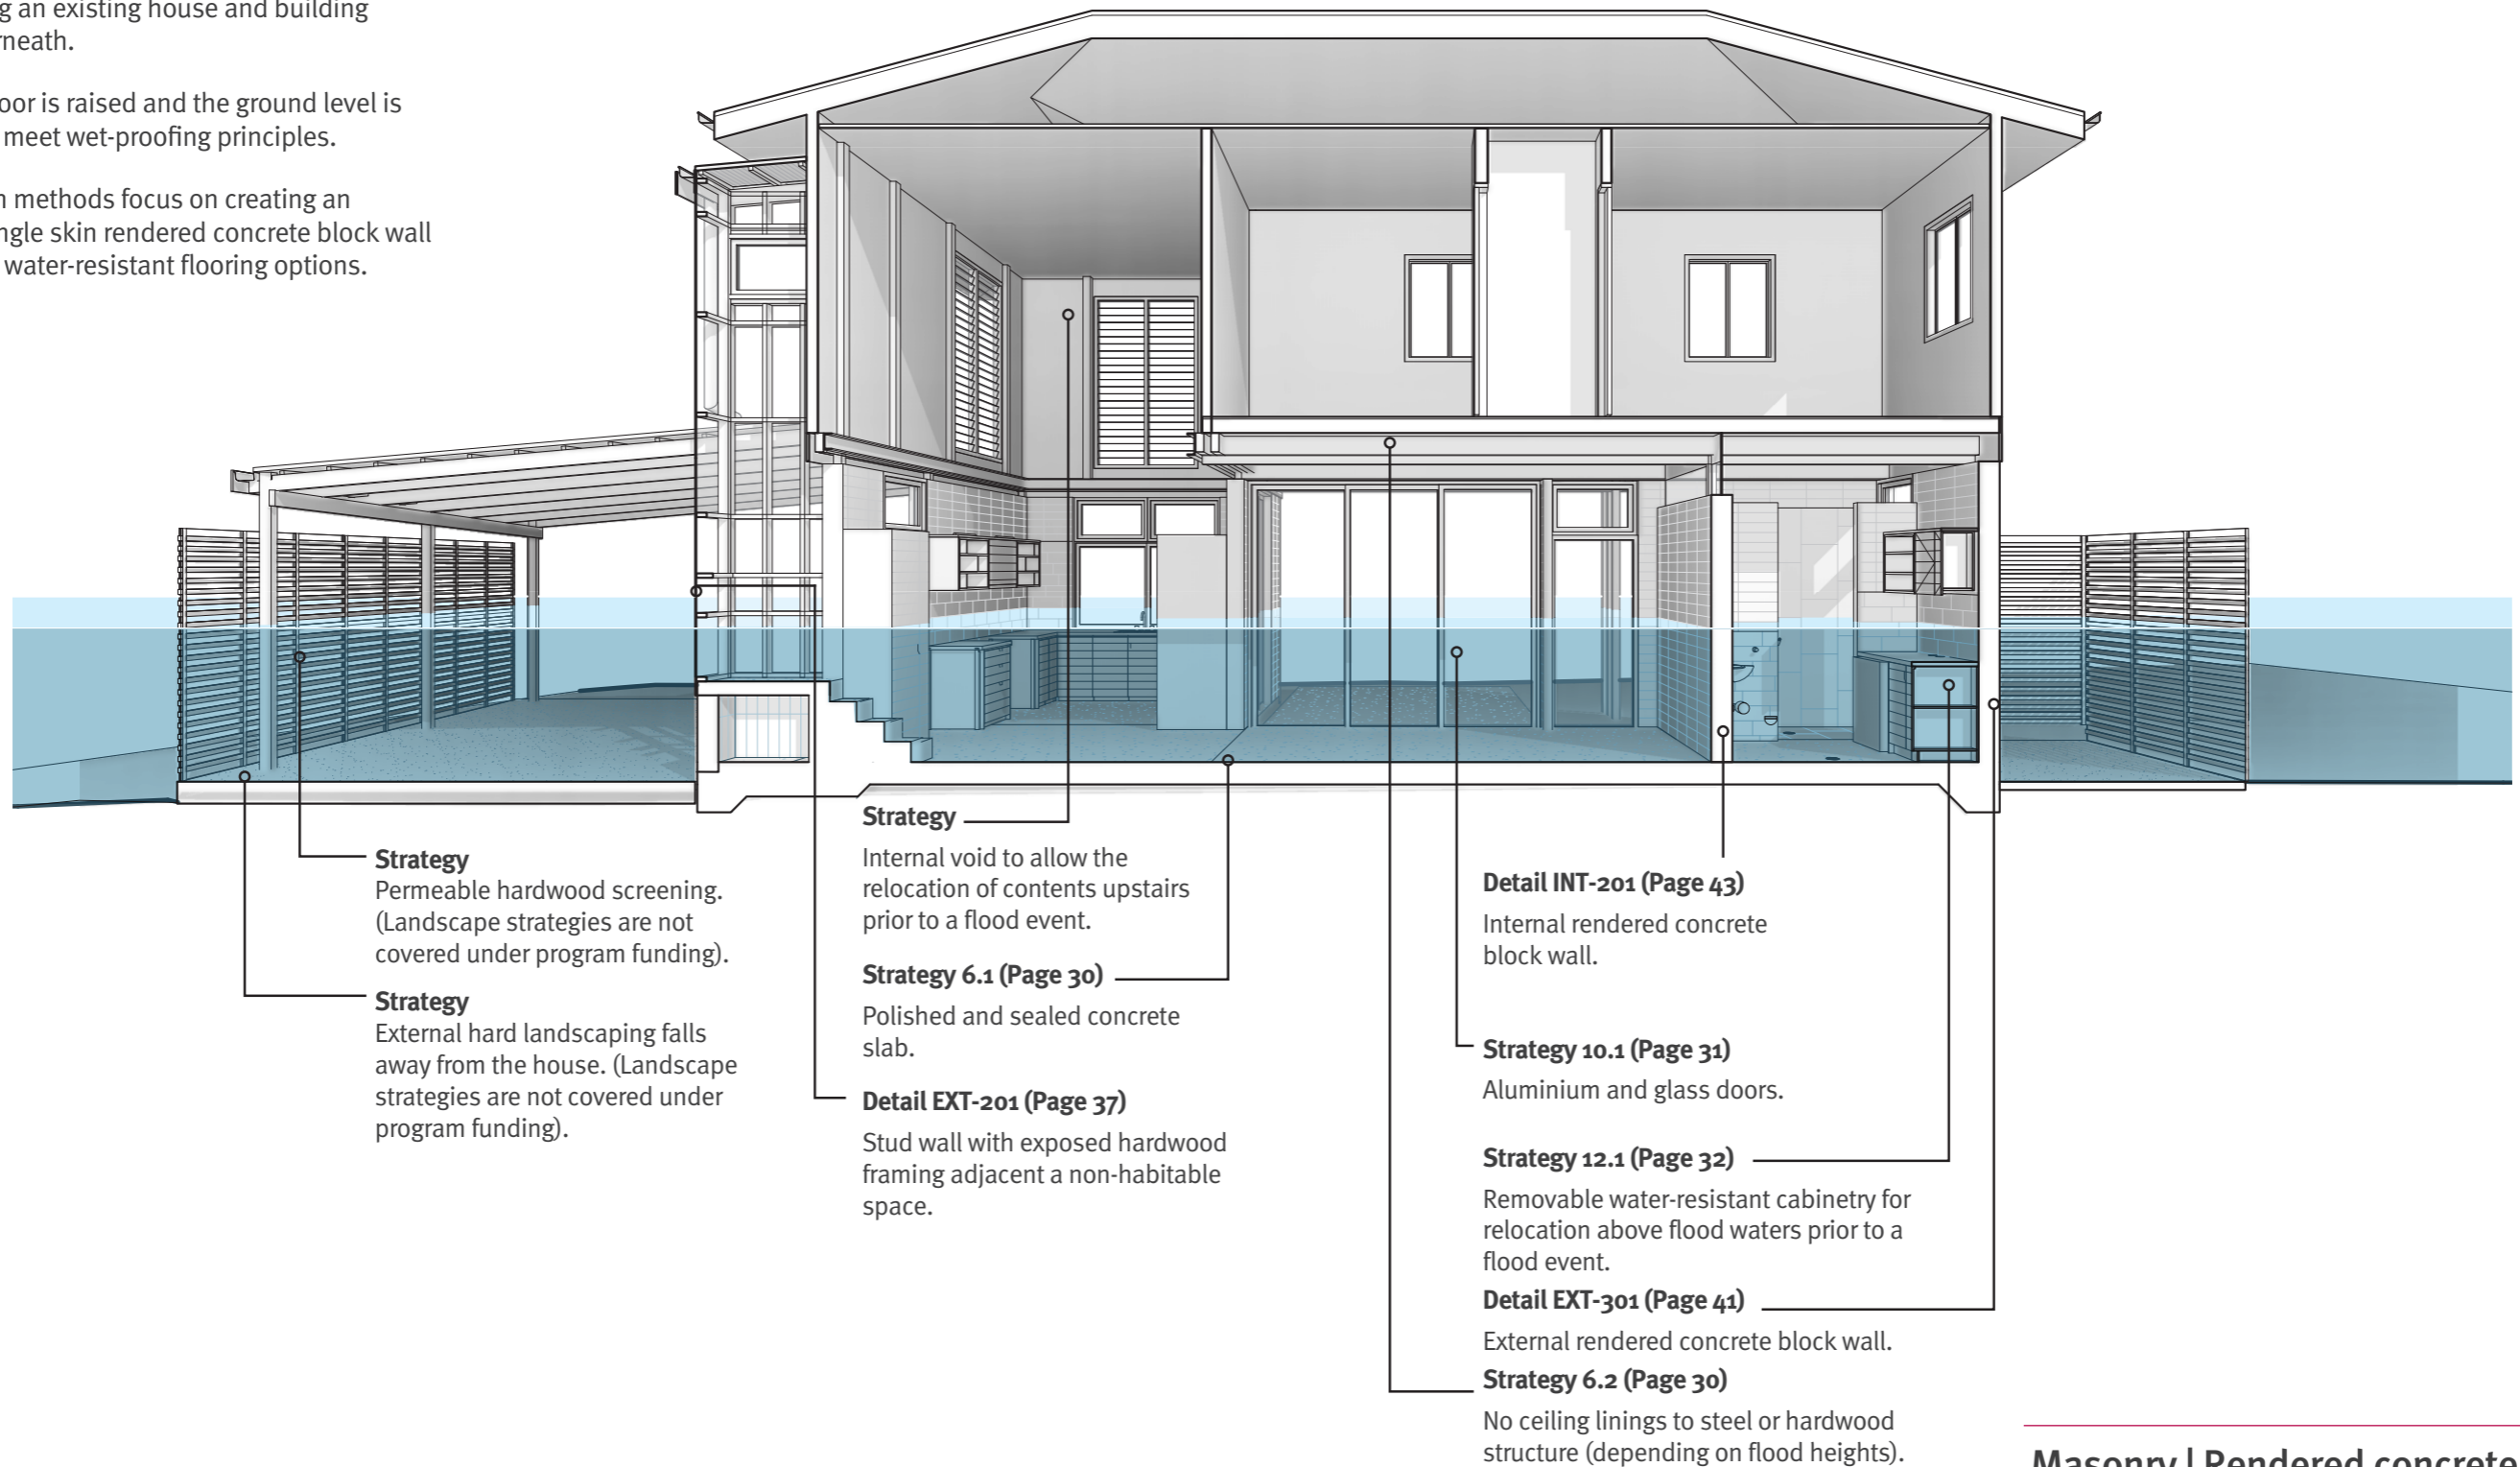 g an existing house and building
rneath.
oor is raised and the ground level is
meet wet-proofing principles.
n methods focus on creating an
ngle skin rendered concrete block wall
water-resistant flooring options.
Strategy
Permeable hardwood screening.
(Landscape strategies are not
covered under program funding).
Strategy
External hard landscaping falls
away from the house. (Landscape
strategies are not covered under
program funding).
Strategy
Internal void to allow the
relocation of contents upstairs
prior to a flood event.
Strategy 6.1 (Page 30)
Polished and sealed concrete
slab.
Detail EXT-201 (Page 37)
Stud wall with exposed hardwood
framing adjacent a non-habitable
space.
Detail INT-201 (Page 43)
Internal rendered concrete
block wall.
Strategy 10.1 (Page 31)
Aluminium and glass doors.
Strategy 12.1 (Page 32)
Removable water-resistant cabinetry for
relocation above flood waters prior to a
flood event.
Detail EXT-301 (Page 41)
External rendered concrete block wall.
Strategy 6.2 (Page 30)
No ceiling linings to steel or hardwood
structure (depending on flood heights).
Masonry | Rendered concrete